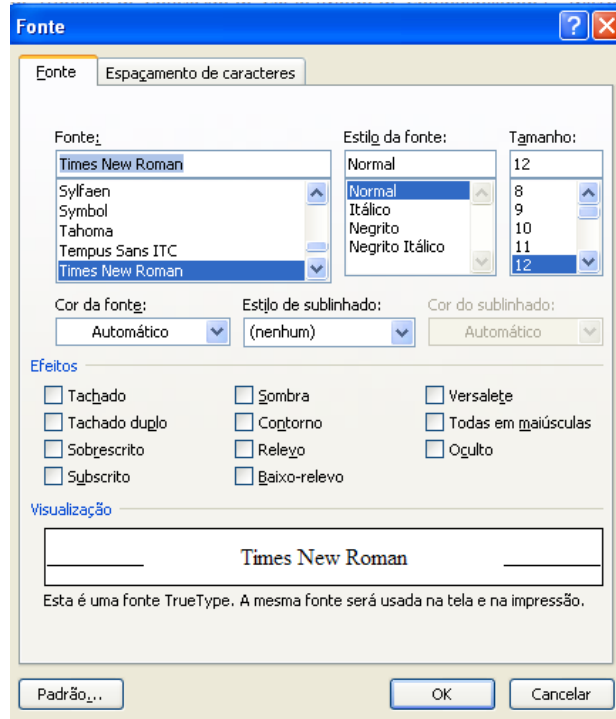 Fonte
Fonte Espaçamento de caracteres
Fonte: Estilo da fonte: Tamanho:
Times New Roman Normal 12
Sylfaen Normal 8
Symbol Itálico 9
Tahoma Negrito 10
Tempus Sans ITC Negrito Itálico 11
Times New Roman 12
Cor da fonte: Estilo de sublinhado: Cor do sublinhado:
Automático (nenhum) Automático
Efeitos
Tachado Sombra Versalete
Tachado duplo Contorno Todas em maiúsculas
Sobrescrito Relevo Oculto
Subscrito Baixo-relevo
Visualização
Times New Roman
Esta é uma fonte TrueType. A mesma fonte será usada na tela e na impressão.
Padrão... OK Cancelar